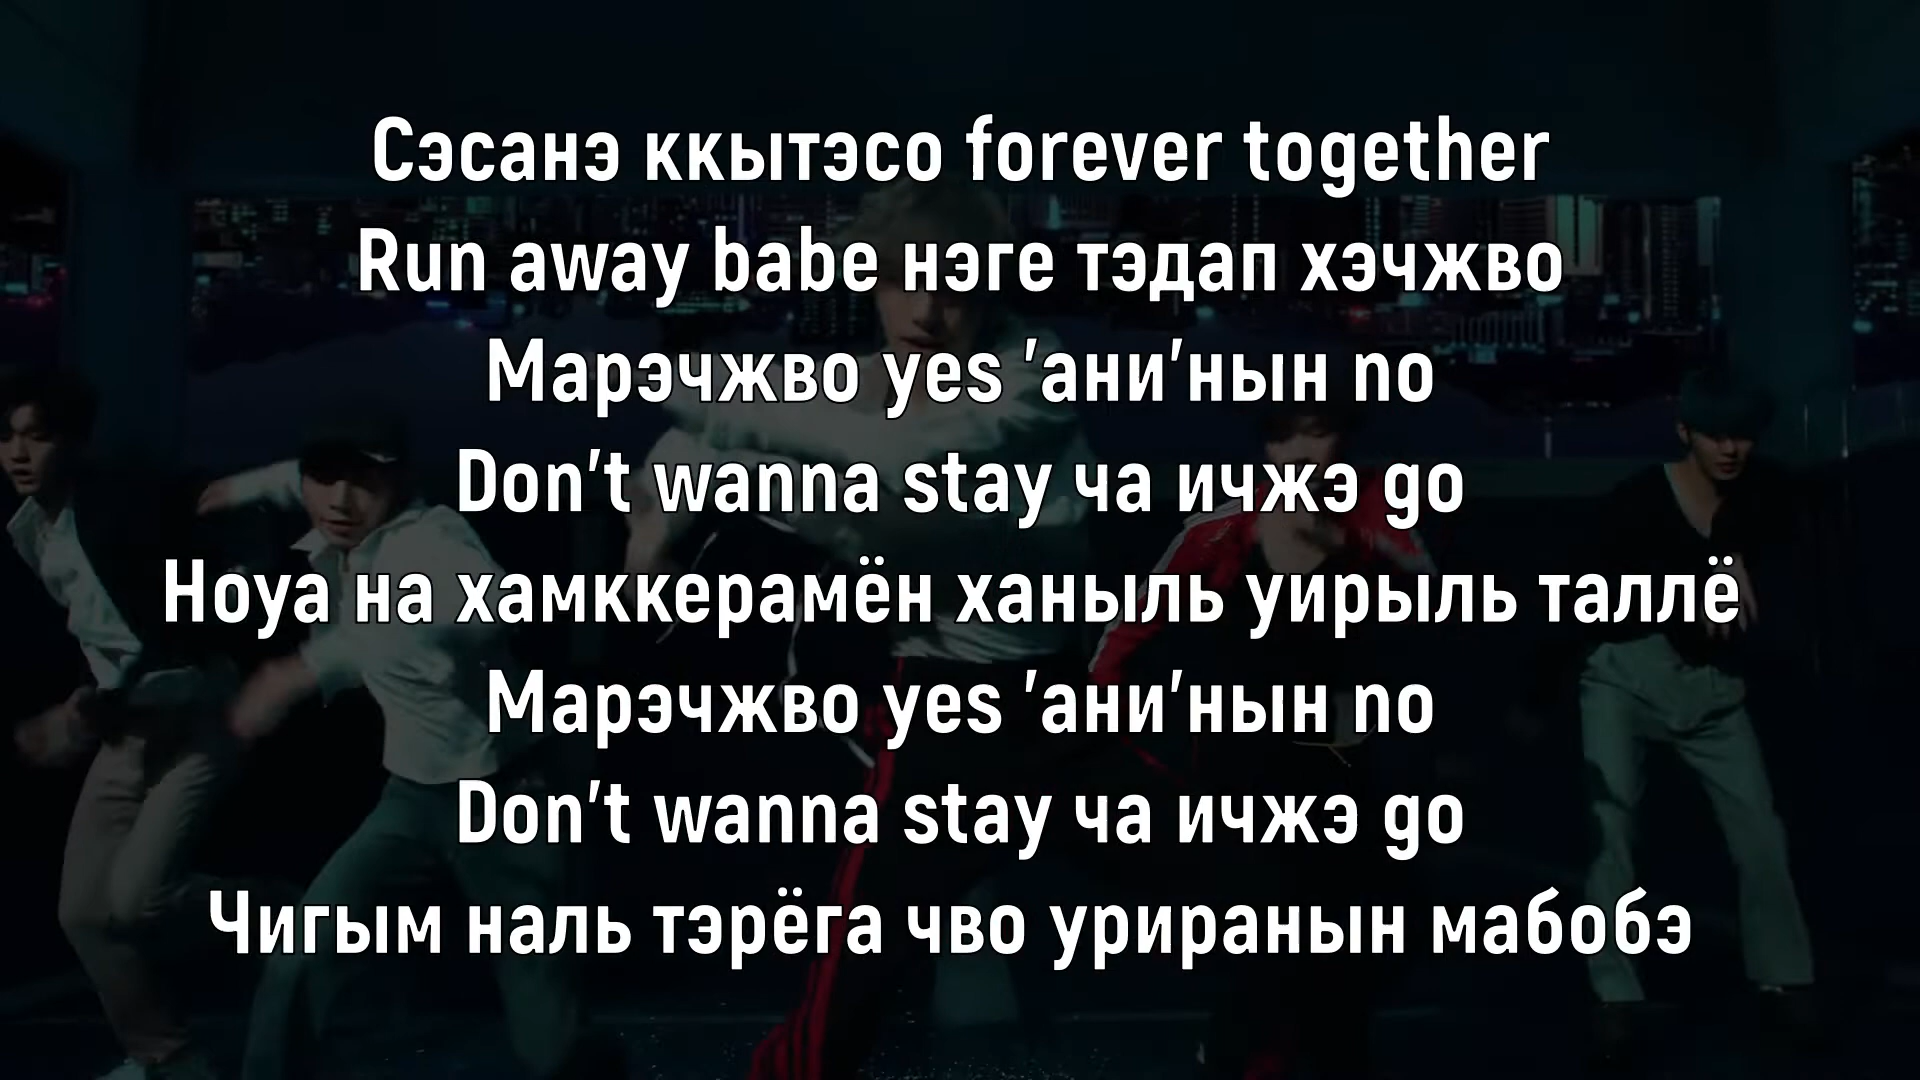 Сэсанэ ккытэсо forever together
Run away babe нэге тэдап хэчжво
Марэчжво yes 'ани'нын no
Don't wanna stay ча ичжэ go
Ноуа на хамккерамён ханыль уирыль таллё
Марэчжво yes 'ани'нын no
Don't wanna stay ча ичжэ go
Чигым наль тэрёга чво уриранын мабобэ